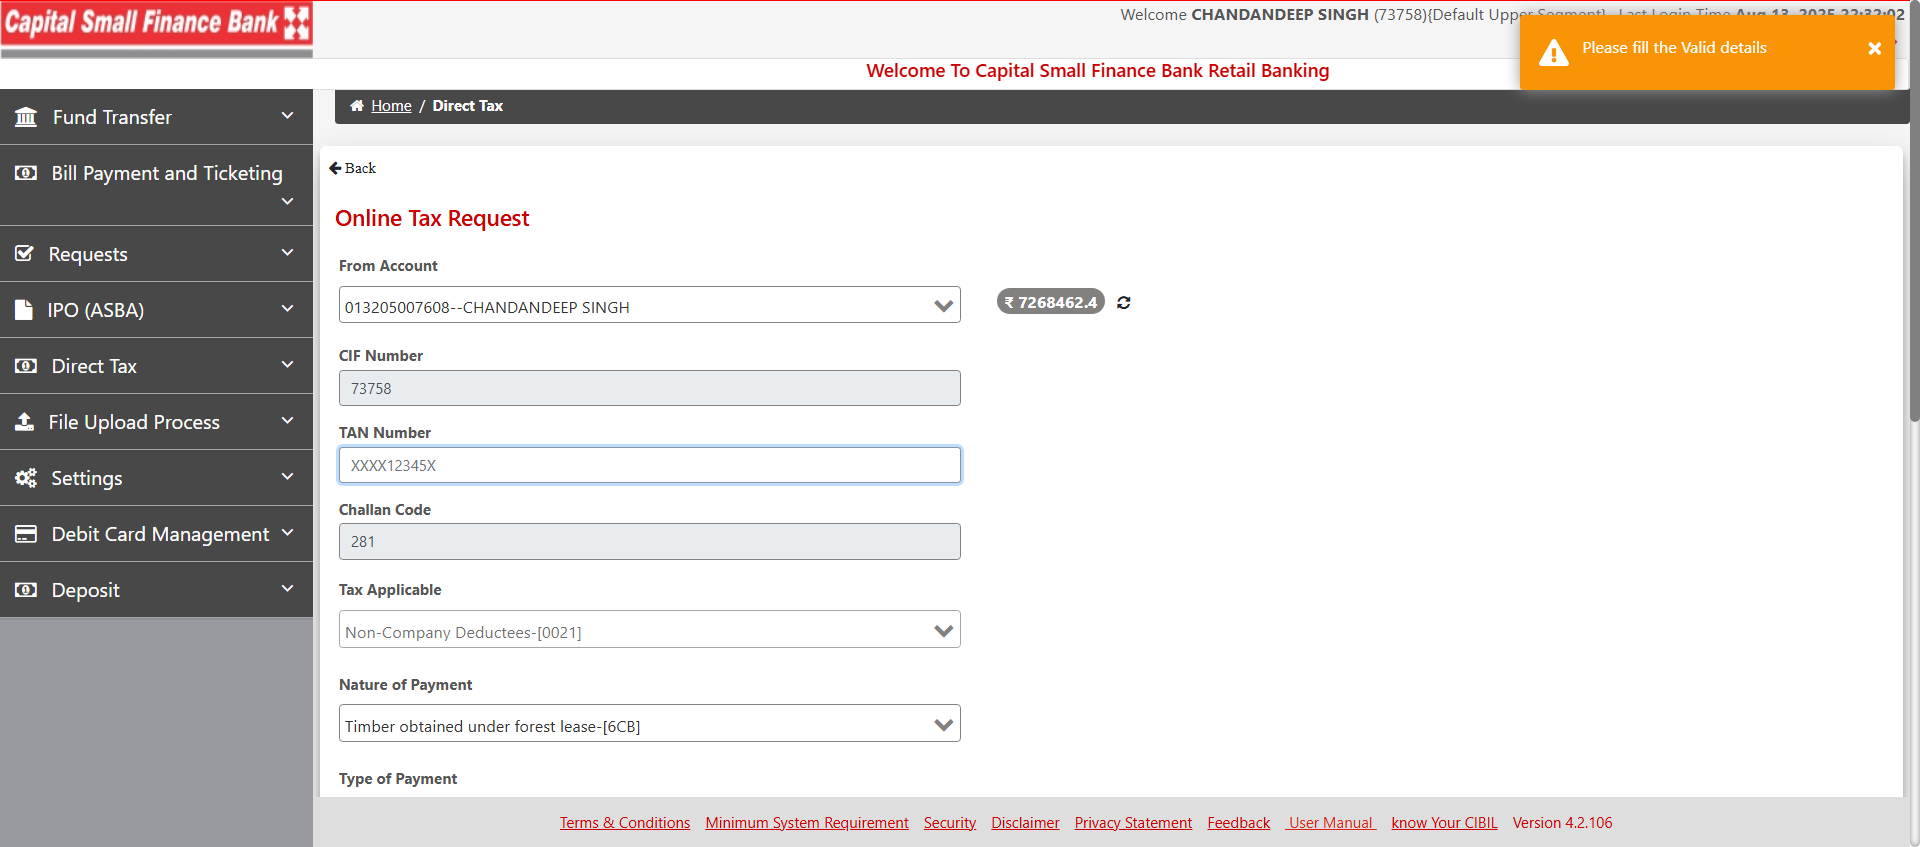 Capital Small Finance Bank
Welcome CHANDANDEEP SINGH (73758){Default Upper Segment} Last Login Time Aug 13, 2025 22:32:02
Please fill the Valid details
Welcome To Capital Small Finance Bank Retail Banking
Home / Direct Tax
Fund Transfer
Bill Payment and Ticketing
Requests
IPO (ASBA)
Direct Tax
File Upload Process
Settings
Debit Card Management
Deposit
Back
Online Tax Request
From Account
013205007608--CHANDANDEEP SINGH
₹ 7268462.4
CIF Number
73758
TAN Number
XXXX12345X
Challan Code
281
Tax Applicable
Non-Company Deductees-[0021]
Nature of Payment
Timber obtained under forest lease-[6CB]
Type of Payment
Terms & Conditions Minimum System Requirement Security Disclaimer Privacy Statement Feedback User Manual know Your CIBIL Version 4.2.106